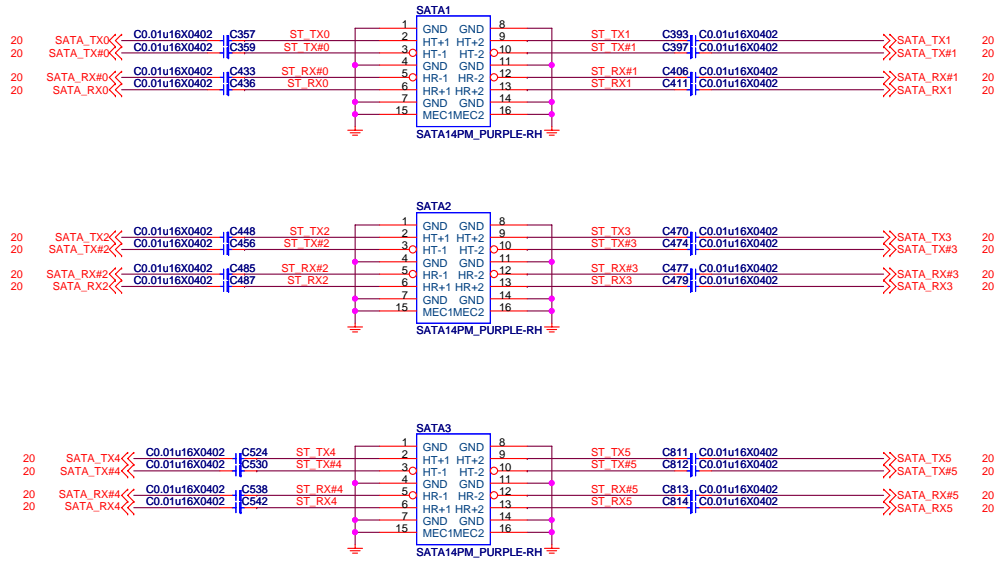 SATA1
20 SATA_TX0 C0.01u16X0402 C357 ST_TX0 1 GND GND 8 ST_TX1 C393 C0.01u16X0402 SATA_TX1 20
20 SATA_TX#0 C0.01u16X0402 C359 ST_TX#0 2 HT+1 HT+2 9 ST_TX#1 C397 C0.01u16X0402 SATA_TX#1 20
3 HT-1 HT-2 10
4 GND GND 11
20 SATA_RX#0 C0.01u16X0402 C433 ST_RX#0 5 HR-1 HR-2 12 ST_RX#1 C406 C0.01u16X0402 SATA_RX#1 20
20 SATA_RX0 C0.01u16X0402 C436 ST_RX0 6 HR+1 HR+2 13 ST_RX1 C411 C0.01u16X0402 SATA_RX1 20
7 GND GND 14
15 MEC1MEC2 16
SATA14PM_PURPLE-RH
SATA2
1 GND GND 8
20 SATA_TX2 C0.01u16X0402 C448 ST_TX2 2 HT+1 HT+2 9 ST_TX3 C470 C0.01u16X0402 SATA_TX3 20
20 SATA_TX#2 C0.01u16X0402 C456 ST_TX#2 3 HT-1 HT-2 10 ST_TX#3 C474 C0.01u16X0402 SATA_TX#3 20
4 GND GND 11
20 SATA_RX#2 C0.01u16X0402 C485 ST_RX#2 5 HR-1 HR-2 12 ST_RX#3 C477 C0.01u16X0402 SATA_RX#3 20
20 SATA_RX2 C0.01u16X0402 C487 ST_RX2 6 HR+1 HR+2 13 ST_RX3 C479 C0.01u16X0402 SATA_RX3 20
7 GND GND 14
15 MEC1MEC2 16
SATA14PM_PURPLE-RH
SATA3
1 GND GND 8
20 SATA_TX4 C0.01u16X0402 C524 ST_TX4 2 HT+1 HT+2 9 ST_TX5 C811 C0.01u16X0402 SATA_TX5 20
20 SATA_TX#4 C0.01u16X0402 C530 ST_TX#4 3 HT-1 HT-2 10 ST_TX#5 C812 C0.01u16X0402 SATA_TX#5 20
4 GND GND 11
20 SATA_RX#4 C0.01u16X0402 C538 ST_RX#4 5 HR-1 HR-2 12 ST_RX#5 C813 C0.01u16X0402 SATA_RX#5 20
20 SATA_RX4 C0.01u16X0402 C542 ST_RX4 6 HR+1 HR+2 13 ST_RX5 C814 C0.01u16X0402 SATA_RX5 20
7 GND GND 14
15 MEC1MEC2 16
SATA14PM_PURPLE-RH